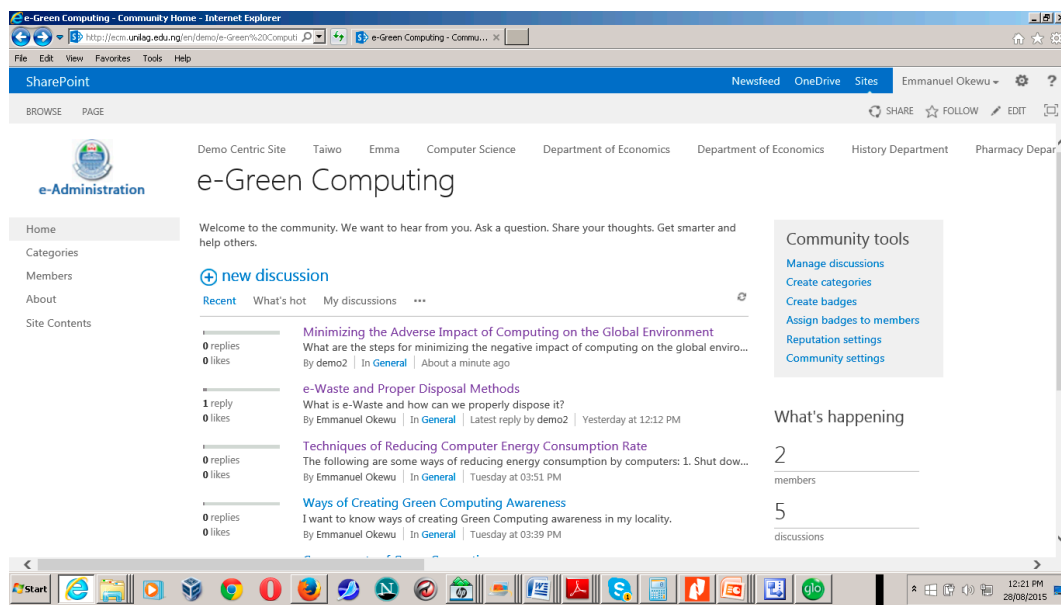 e-Green Computing - Community Home - Internet Explorer
http://ecm.unilag.edu.ng/en/demo/e-Green%20Computi
e-Green Computing - Commu...
File Edit View Favorites Tools Help
SharePoint Newsfeed OneDrive Sites Emmanuel Okewu ?
BROWSE PAGE SHARE FOLLOW EDIT
Demo Centric Site Taiwo Emma Computer Science Department of Economics Department of Economics History Department Pharmacy Depar
e-Administration
e-Green Computing
Home
Categories
Members
About
Site Contents
Welcome to the community. We want to hear from you. Ask a question. Share your thoughts. Get smarter and
help others.
new discussion
Recent What's hot My discussions ...
0 replies
0 likes
Minimizing the Adverse Impact of Computing on the Global Environment
What are the steps for minimizing the negative impact of computing on the global enviro...
By demo2 | In General | About a minute ago
1 reply
0 likes
e-Waste and Proper Disposal Methods
What is e-Waste and how can we properly dispose it?
By Emmanuel Okewu | In General | Latest reply by demo2 | Yesterday at 12:12 PM
0 replies
0 likes
Techniques of Reducing Computer Energy Consumption Rate
The following are some ways of reducing energy consumption by computers: 1. Shut dow...
By Emmanuel Okewu | In General | Tuesday at 03:51 PM
0 replies
0 likes
Ways of Creating Green Computing Awareness
I want to know ways of creating Green Computing awareness in my locality.
By Emmanuel Okewu | In General | Tuesday at 03:39 PM
Community tools
Manage discussions
Create categories
Create badges
Assign badges to members
Reputation settings
Community settings
What's happening
2
members
5
discussions
Start
glo
12:21 PM
28/08/2015